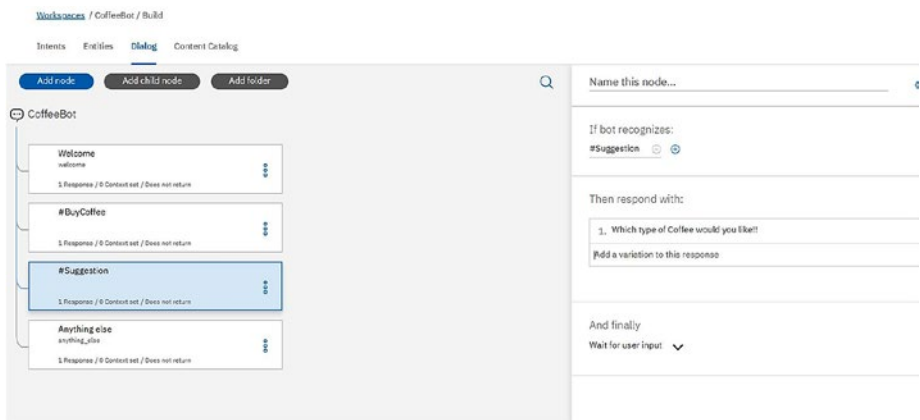 Workspaces / CoffeeBot / Build
Intents Entities Dialog Content Catalog
Add node Add child node Add folder
CoffeeBot
Welcome
welcome
1 Response / 0 Context set / Does not return
#BuyCoffee
1 Response / 0 Context set / Does not return
#Suggestion
1 Response / 0 Context set / Does not return
Anything else
anything_else
1 Response / 0 Context set / Does not return
Name this node...
If bot recognizes:
#Suggestion
Then respond with:
1. Which type of Coffee would you like!!
Add a variation to this response
And finally
Wait for user input